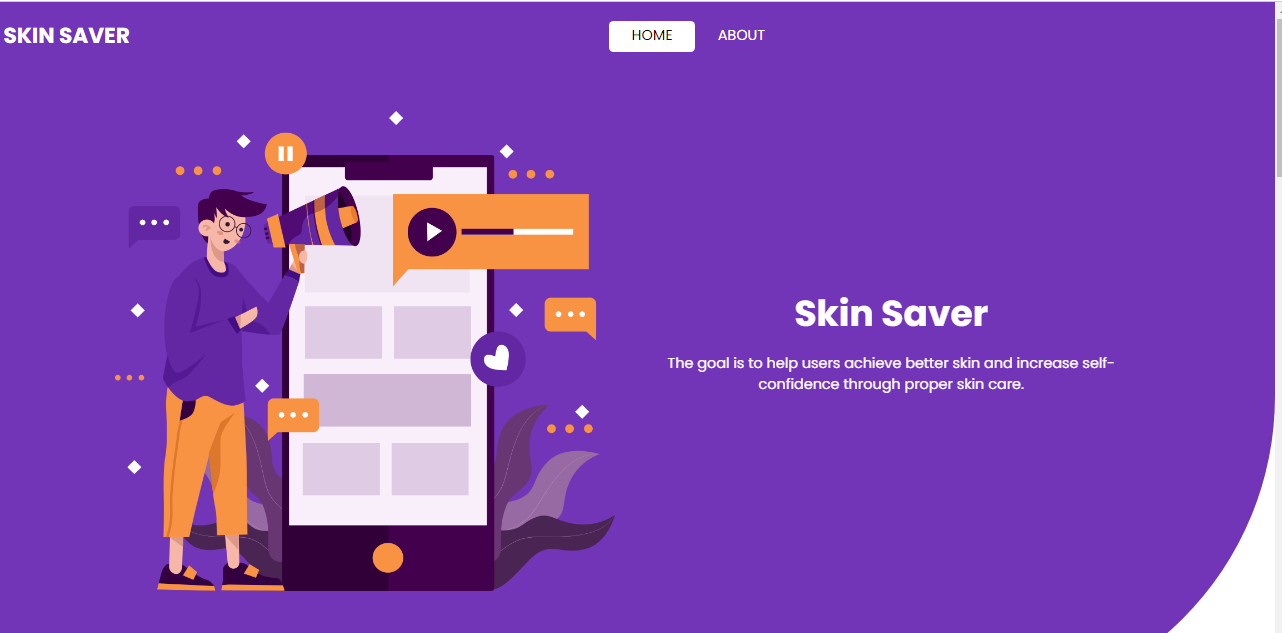 SKIN SAVER
HOME
ABOUT
Skin Saver
The goal is to help users achieve better skin and increase self-
confidence through proper skin care.